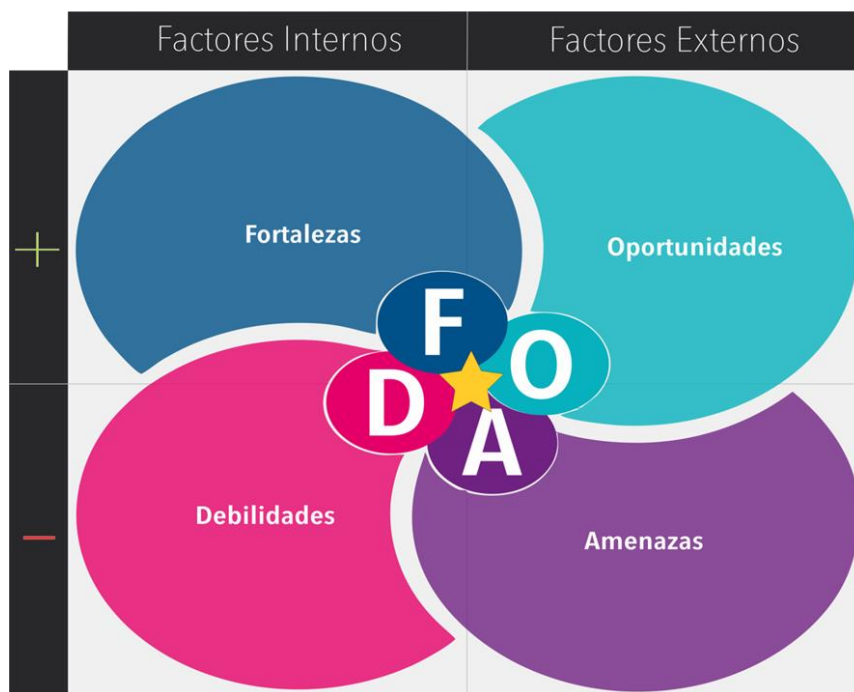 Factores Internos
Factores Externos
+
Fortalezas
Oportunidades
F
O
D
A
−
Debilidades
Amenazas